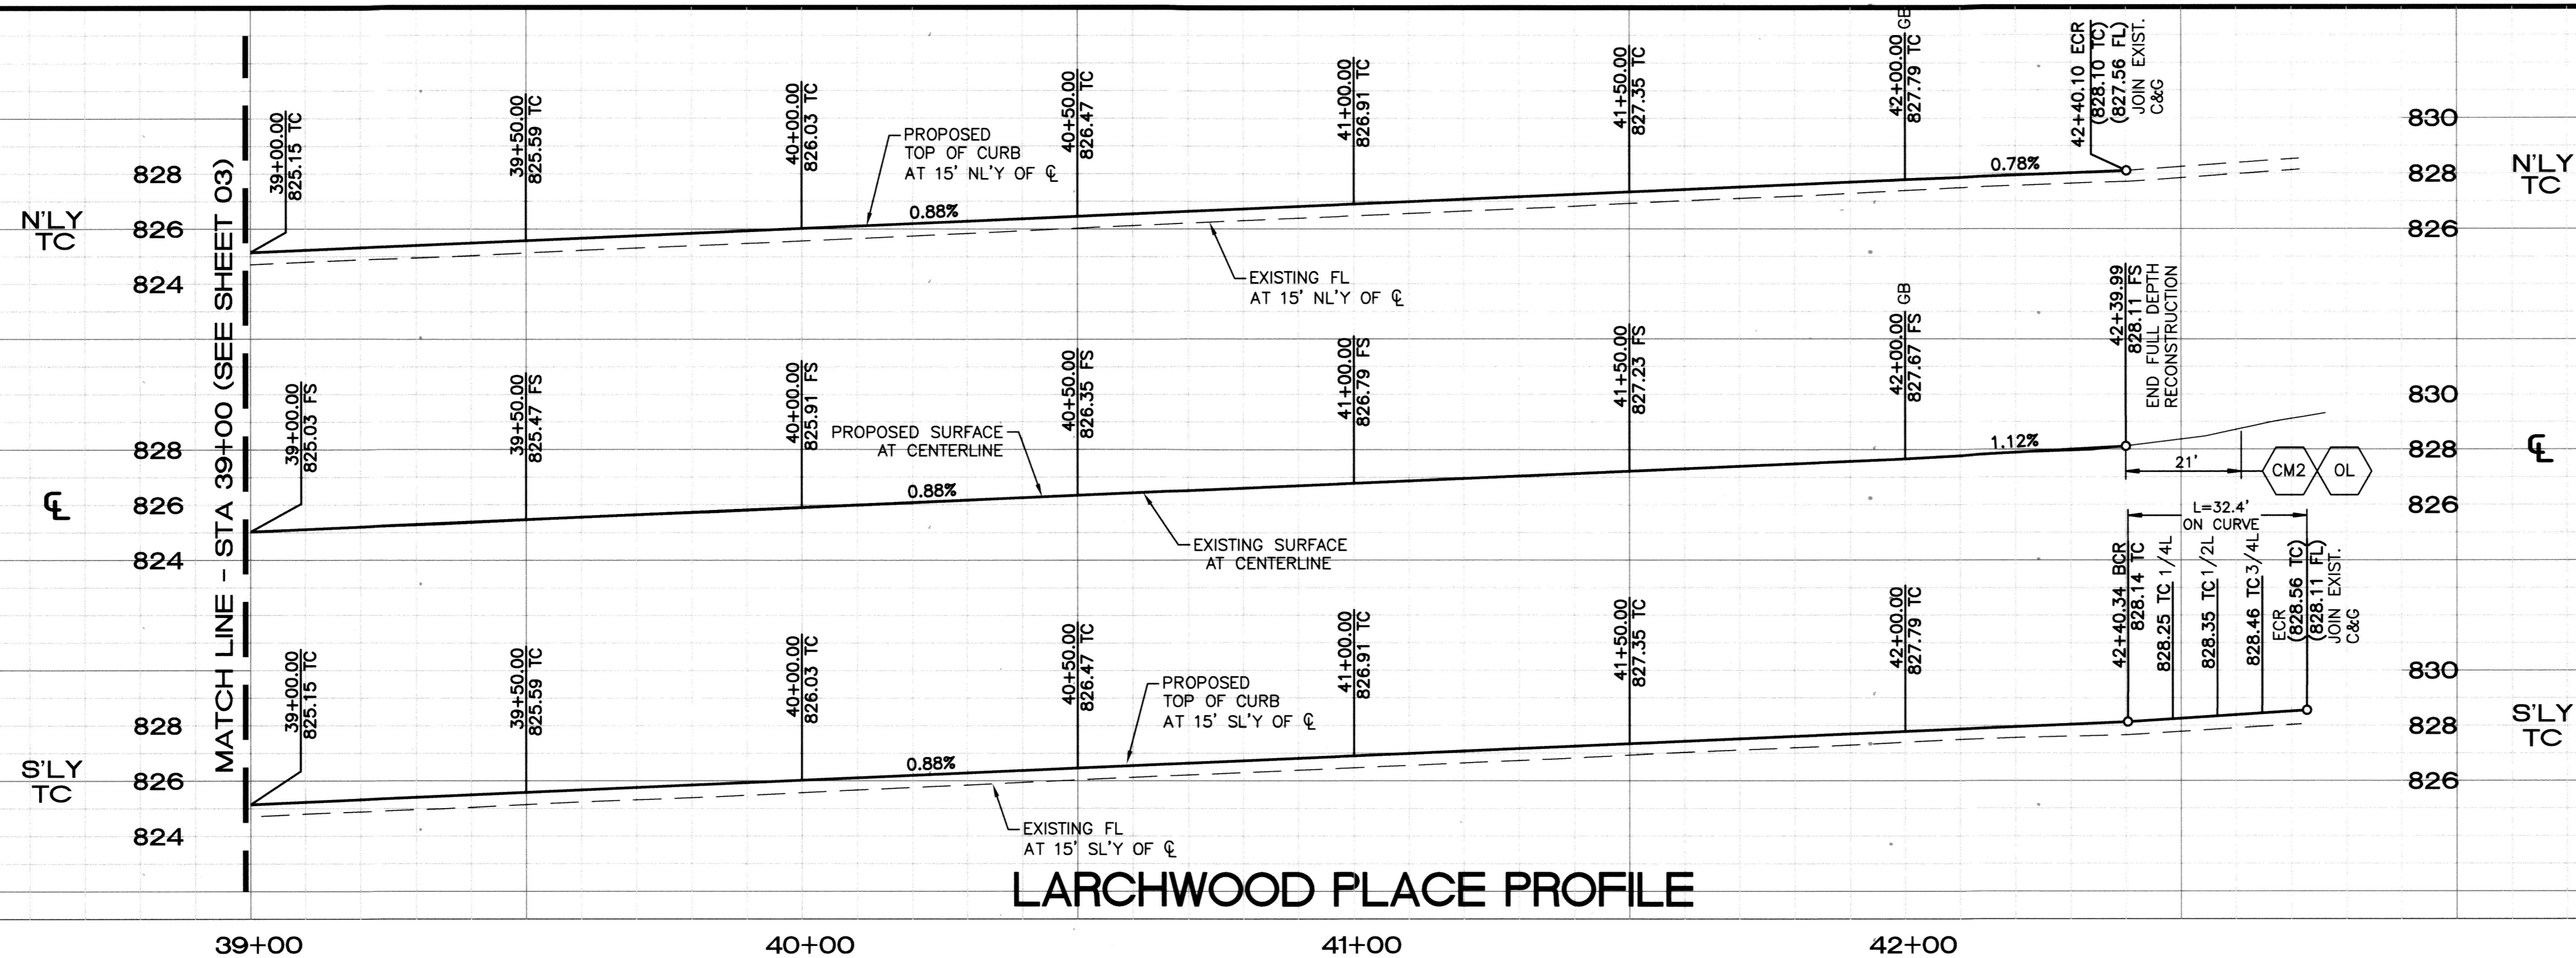 MATCH LINE - STA 39+00 (SEE SHEET 03)
N'LY
TC
828
826
824
39+00.00
825.15 TC
39+50.00
825.59 TC
40+00.00
826.03 TC
40+50.00
826.47 TC
41+00.00
826.91 TC
41+50.00
827.35 TC
42+00.00 GB
827.79 TC
42+40.10 ECR
(828.10 TC)
(827.56 FL)
JOIN EXIST.
C&G
PROPOSED
TOP OF CURB
AT 15' NL'Y OF ℄
0.88%
0.78%
EXISTING FL
AT 15' NL'Y OF ℄
830
828
826
N'LY
TC
℄
828
826
824
39+00.00
825.03 FS
39+50.00
825.47 FS
40+00.00
825.91 FS
40+50.00
826.35 FS
41+00.00
826.79 FS
41+50.00
827.23 FS
42+00.00 GB
827.67 FS
42+39.99
828.11 FS
END FULL DEPTH
RECONSTRUCTION
PROPOSED SURFACE
AT CENTERLINE
0.88%
1.12%
EXISTING SURFACE
AT CENTERLINE
21'
CM2
OL
830
828
826
℄
S'LY
TC
828
826
824
39+00.00
825.15 TC
39+50.00
825.59 TC
40+00.00
826.03 TC
40+50.00
826.47 TC
41+00.00
826.91 TC
41+50.00
827.35 TC
42+00.00
827.79 TC
L=32.4'
ON CURVE
42+40.34 BCR
828.14 TC
828.25 TC 1/4L
828.35 TC 1/2L
828.46 TC 3/4L
ECR
(828.56 TC)
(828.11 FL)
JOIN EXIST.
C&G
PROPOSED
TOP OF CURB
AT 15' SL'Y OF ℄
0.88%
EXISTING FL
AT 15' SL'Y OF ℄
830
828
826
S'LY
TC
LARCHWOOD PLACE PROFILE
39+00
40+00
41+00
42+00